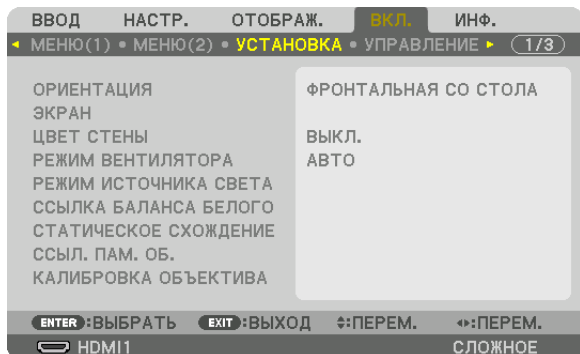 ВВОД НАСТР. ОТОБРАЖ. ВКЛ. ИНФ.
МЕНЮ(1) МЕНЮ(2) УСТАНОВКА УПРАВЛЕНИЕ 1/3
ОРИЕНТАЦИЯ ФРОНТАЛЬНАЯ СО СТОЛА
ЭКРАН
ЦВЕТ СТЕНЫ ВЫКЛ.
РЕЖИМ ВЕНТИЛЯТОРА АВТО
РЕЖИМ ИСТОЧНИКА СВЕТА
ССЫЛКА БАЛАНСА БЕЛОГО
СТАТИЧЕСКОЕ СХОЖДЕНИЕ
ССЫЛ. ПАМ. ОБ.
КАЛИБРОВКА ОБЪЕКТИВА
ENTER:ВЫБРАТЬ EXIT:ВЫХОД :ПЕРЕМ. :ПЕРЕМ.
HDMI1 СЛОЖНОЕ